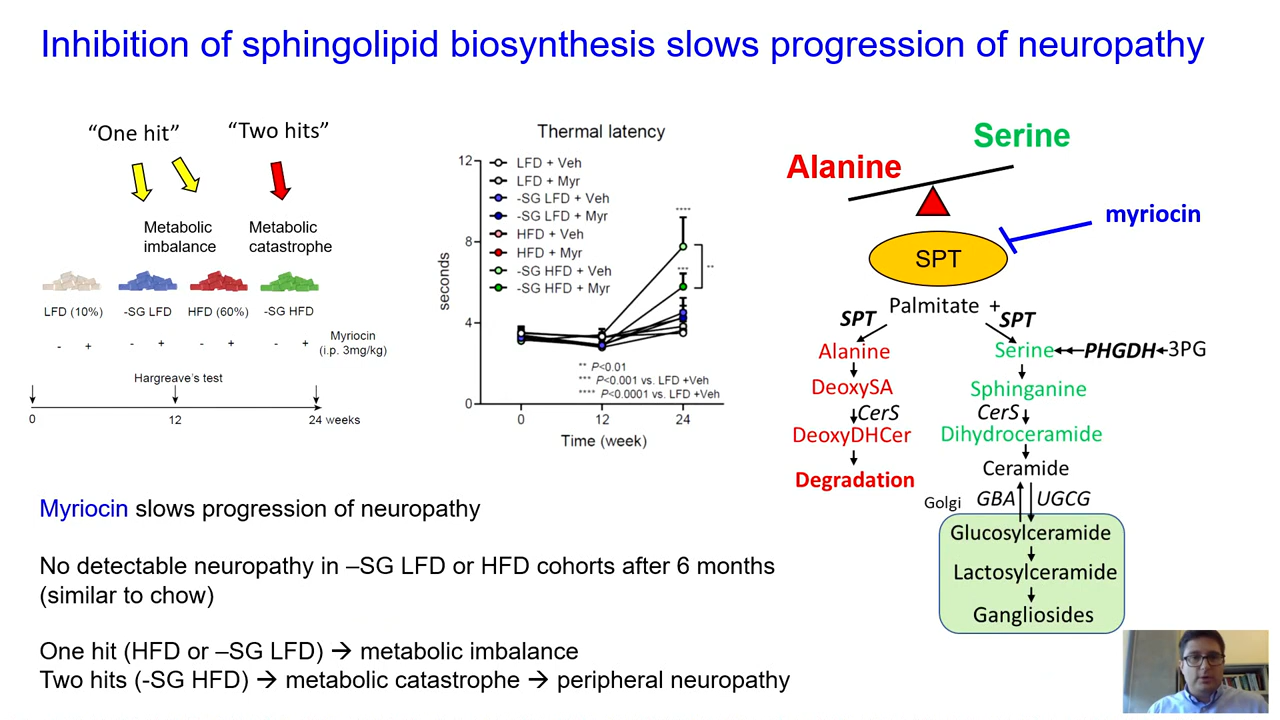 Inhibition of sphingolipid biosynthesis slows progression of neuropathy
“One hit”
“Two hits”
Metabolic
imbalance
Metabolic
catastrophe
LFD (10%)
-SG LFD
HFD (60%)
-SG HFD
- + - + - + - +
Myriocin
(i.p. 3mg/kg)
Hargreave’s test
0
12
24 weeks
Thermal latency
LFD + Veh
LFD + Myr
-SG LFD + Veh
-SG LFD + Myr
HFD + Veh
HFD + Myr
-SG HFD + Veh
-SG HFD + Myr
seconds
12
8
4
0
****
***
**
** P<0.01
*** P<0.001 vs. LFD +Veh
**** P<0.0001 vs. LFD +Veh
0
12
24
Time (week)
Serine
Alanine
myriocin
SPT
Palmitate +
SPT
SPT
Alanine
Serine
PHGDH
3PG
DeoxySA
Sphinganine
CerS
CerS
DeoxyDHCer
Dihydroceramide
Degradation
Ceramide
Golgi
GBA
UGCG
Glucosylceramide
Lactosylceramide
Gangliosides
Myriocin slows progression of neuropathy
No detectable neuropathy in –SG LFD or HFD cohorts after 6 months
(similar to chow)
One hit (HFD or –SG LFD) → metabolic imbalance
Two hits (-SG HFD) → metabolic catastrophe → peripheral neuropathy